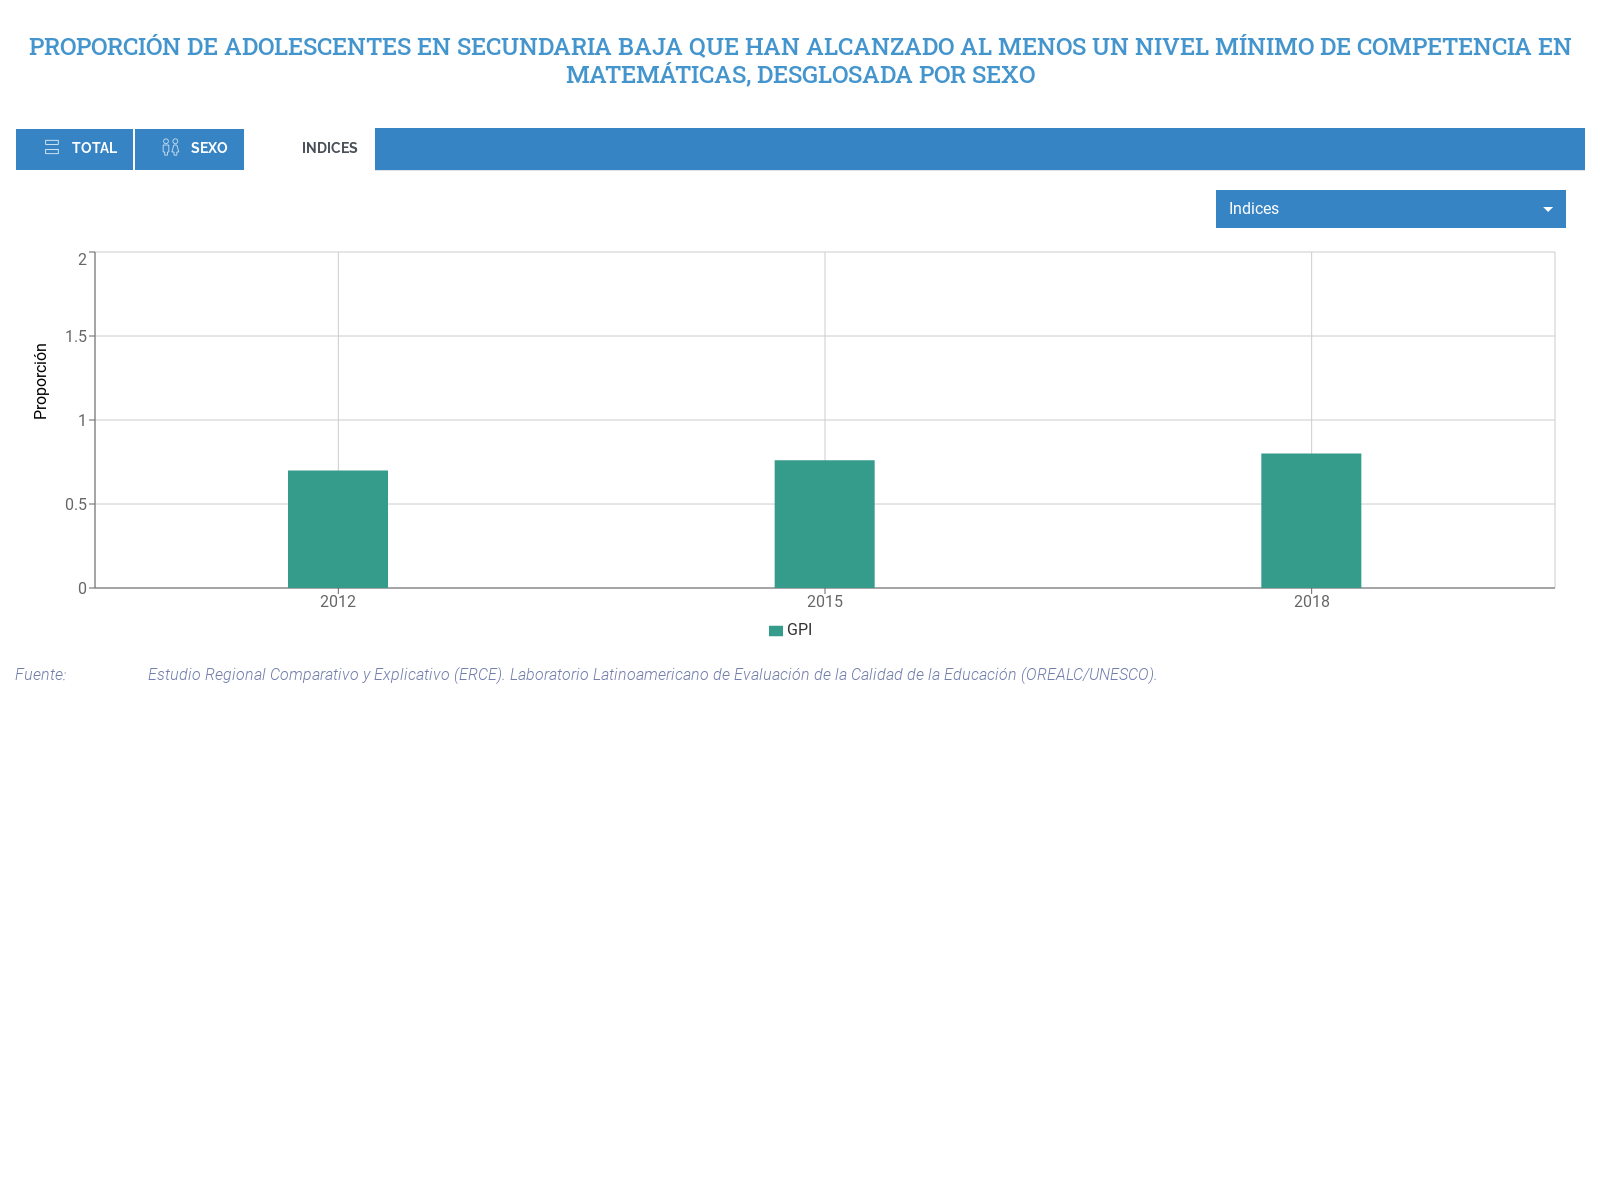 PROPORCIÓN DE ADOLESCENTES EN SECUNDARIA BAJA QUE HAN ALCANZADO AL MENOS UN NIVEL MÍNIMO DE COMPETENCIA EN
MATEMÁTICAS, DESGLOSADA POR SEXO
TOTAL SEXO INDICES
Indices
2
1.5
1
0.5
0
Proporción
2012 2015 2018
GPI
Fuente: Estudio Regional Comparativo y Explicativo (ERCE). Laboratorio Latinoamericano de Evaluación de la Calidad de la Educación (OREALC/UNESCO).